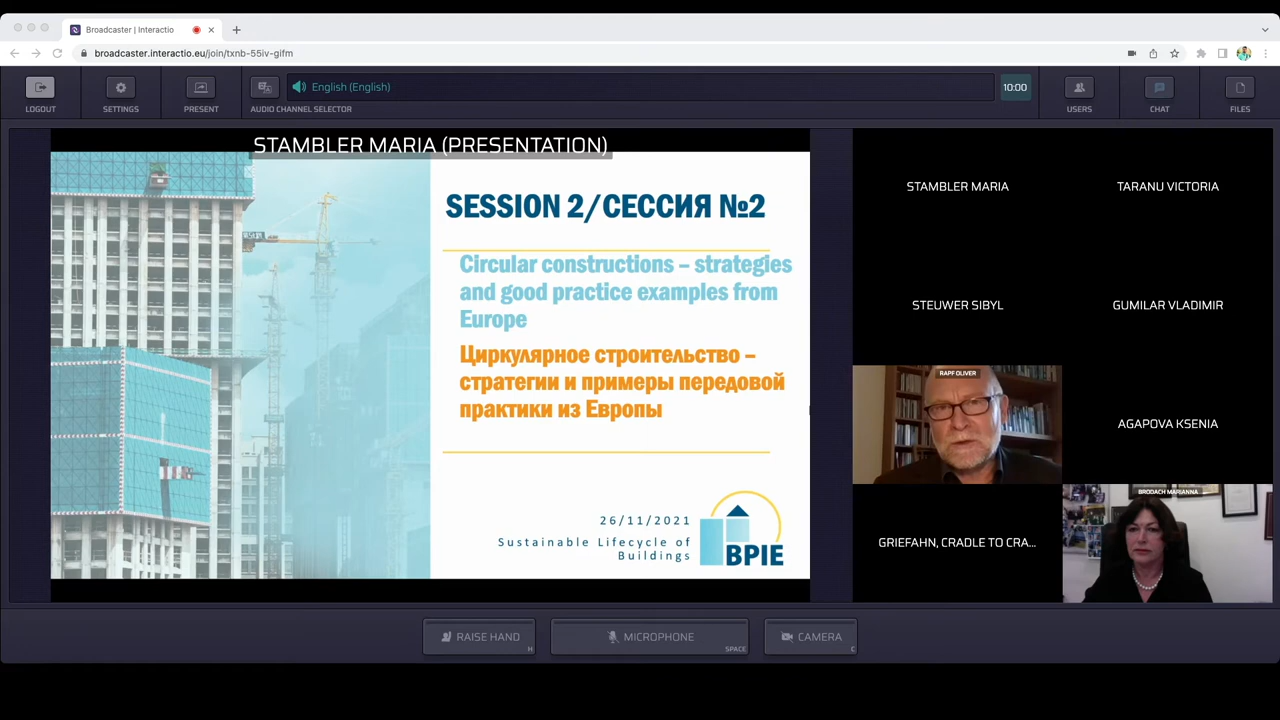 Broadcaster | Interactio
broadcaster.interactio.eu/join/txnb-55iv-gifm
English (English)
10:00
LOGOUT
SETTINGS
PRESENT
AUDIO CHANNEL SELECTOR
USERS
CHAT
FILES
STAMBLER MARIA (PRESENTATION)
SESSION 2/СЕССИЯ №2
Circular constructions – strategies
and good practice examples from
Europe
Циркулярное строительство –
стратегии и примеры передовой
практики из Европы
26/11/2021
Sustainable Lifecycle of
Buildings
BPIE
STAMBLER MARIA
TARANU VICTORIA
STEUWER SIBYL
GUMILAR VLADIMIR
RAPF OLIVER
AGAPOVA KSENIA
GRIEFAHN, CRADLE TO CRA...
BRODACH MARIANNA
RAISE HAND
H
MICROPHONE
SPACE
CAMERA
C